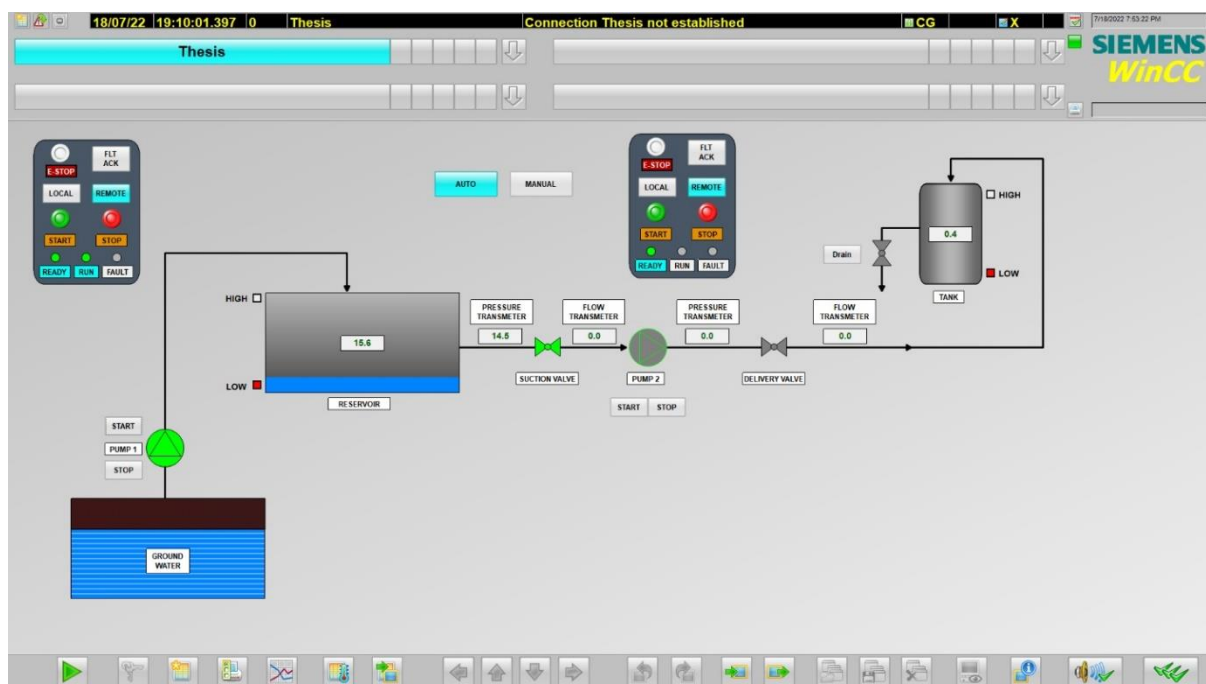 18/07/22 19:10:01.397 0 Thesis Connection Thesis not established CG X 7/18/2022 7:53:22 PM
SIEMENS
WinCC
Thesis
E-STOP
FLT
ACK
LOCAL REMOTE
START STOP
READY RUN FAULT
AUTO MANUAL
E-STOP
FLT
ACK
LOCAL REMOTE
START STOP
READY RUN FAULT
HIGH
0.4
LOW
TANK
Drain
HIGH
15.6
LOW
RESERVOIR
PRESSURE
TRANSMETER
14.5
FLOW
TRANSMETER
0.0
PRESSURE
TRANSMETER
0.0
FLOW
TRANSMETER
0.0
SUCTION VALVE
PUMP 2
DELIVERY VALVE
START STOP
START
PUMP 1
STOP
GROUND
WATER